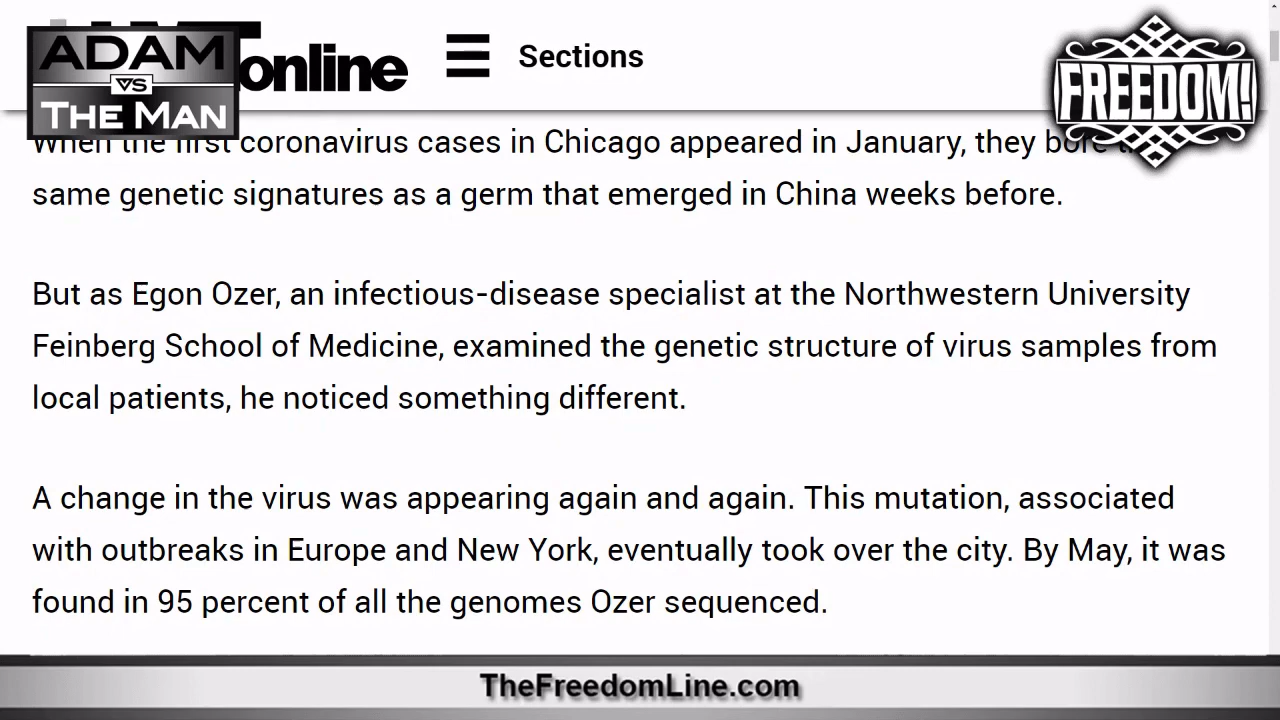 ADAM
VS
THE MAN
online
Sections
FREEDOM!
When the first coronavirus cases in Chicago appeared in January, they bore
same genetic signatures as a germ that emerged in China weeks before.
But as Egon Ozer, an infectious-disease specialist at the Northwestern University
Feinberg School of Medicine, examined the genetic structure of virus samples from
local patients, he noticed something different.
A change in the virus was appearing again and again. This mutation, associated
with outbreaks in Europe and New York, eventually took over the city. By May, it was
found in 95 percent of all the genomes Ozer sequenced.
TheFreedomLine.com